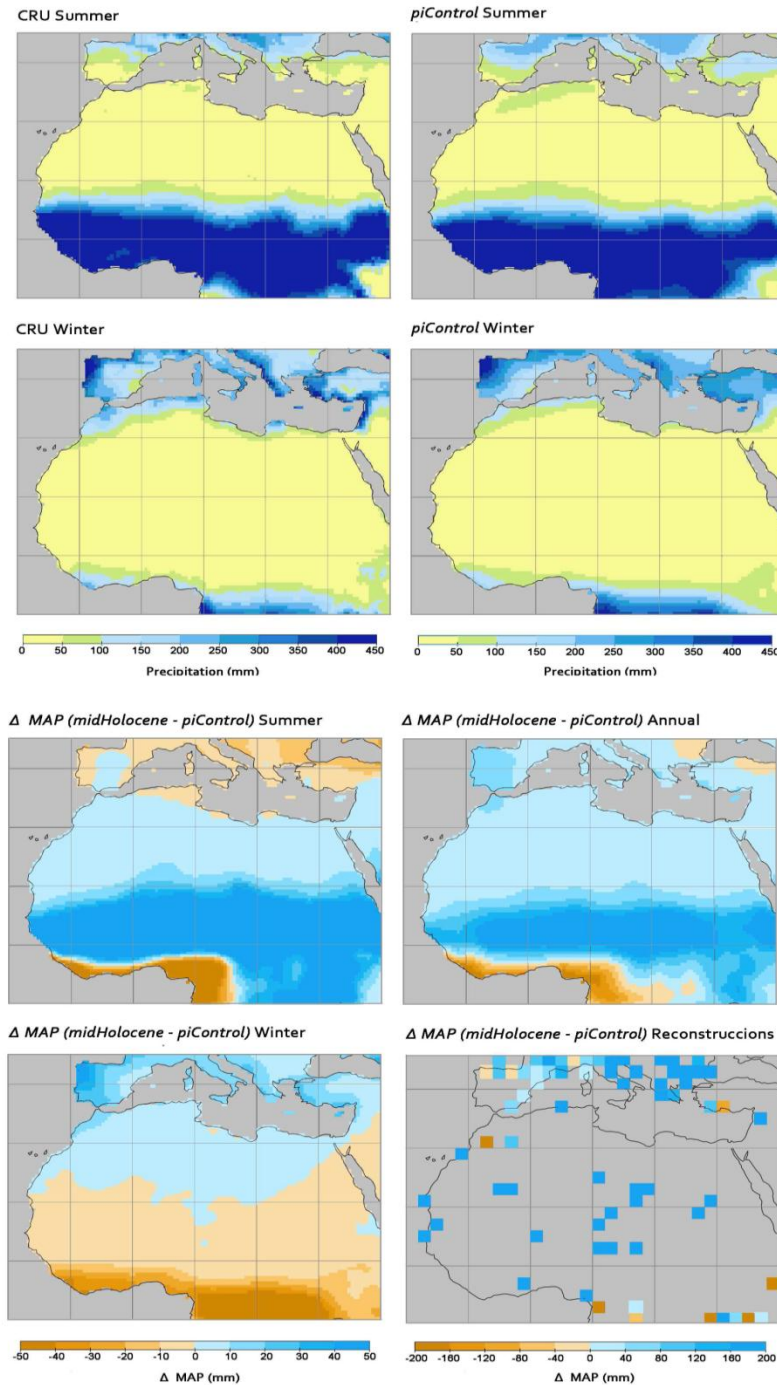 CRU Summer
piControl Summer
CRU Winter
piControl Winter
0 50 100 150 200 250 300 350 400 450
Precipitation (mm)
0 50 100 150 200 250 300 350 400 450
Precipitation (mm)
Δ MAP (midHolocene - piControl) Summer
Δ MAP (midHolocene - piControl) Annual
Δ MAP (midHolocene - piControl) Winter
Δ MAP (midHolocene - piControl) Reconstruccions
-50 -40 -30 -20 -10 0 10 20 30 40 50
Δ MAP (mm)
-200 -160 -120 -80 -40 0 40 80 120 160 200
Δ MAP (mm)